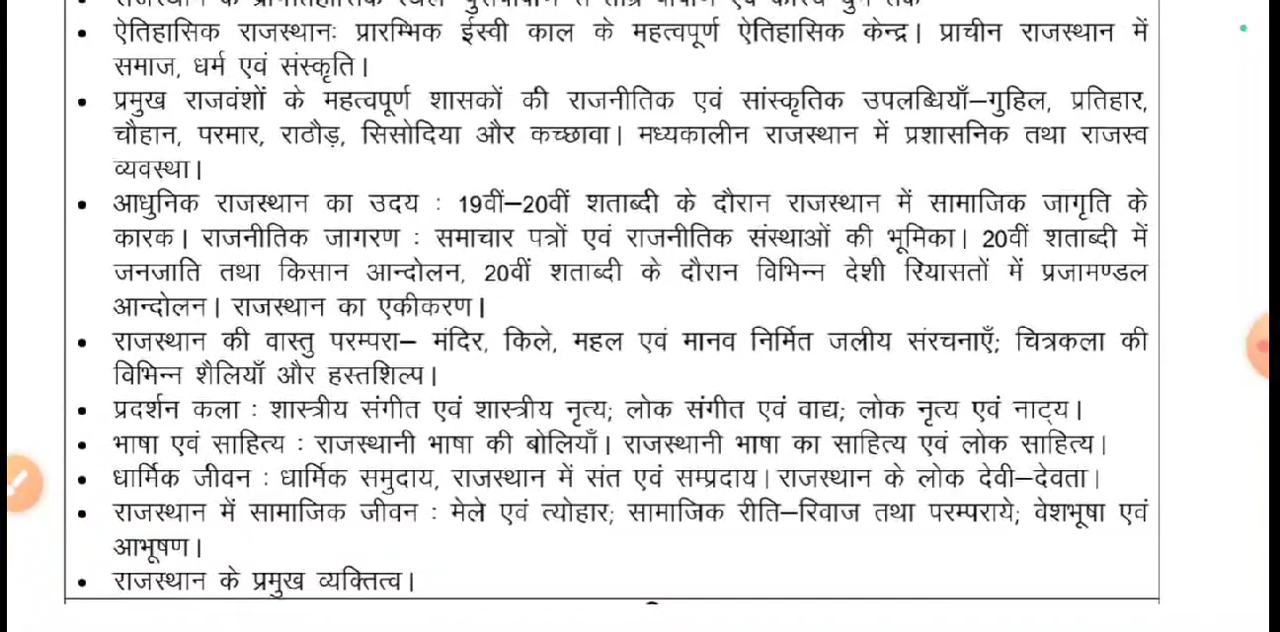 ऐतिहासिक राजस्थानः प्रारम्भिक ईस्वी काल के महत्वपूर्ण ऐतिहासिक केन्द्र। प्राचीन राजस्थान में
समाज, धर्म एवं संस्कृति।
प्रमुख राजवंशों के महत्वपूर्ण शासकों की राजनीतिक एवं सांस्कृतिक उपलब्धियाँ–गुहिल, प्रतिहार,
चौहान, परमार, राठौड़, सिसोदिया और कच्छावा। मध्यकालीन राजस्थान में प्रशासनिक तथा राजस्व
व्यवस्था।
आधुनिक राजस्थान का उदय : 19वीं–20वीं शताब्दी के दौरान राजस्थान में सामाजिक जागृति के
कारक। राजनीतिक जागरण : समाचार पत्रों एवं राजनीतिक संस्थाओं की भूमिका। 20वीं शताब्दी में
जनजाति तथा किसान आन्दोलन, 20वीं शताब्दी के दौरान विभिन्न देशी रियासतों में प्रजामण्डल
आन्दोलन। राजस्थान का एकीकरण।
राजस्थान की वास्तु परम्परा– मंदिर, किले, महल एवं मानव निर्मित जलीय संरचनाएँ; चित्रकला की
विभिन्न शैलियाँ और हस्तशिल्प।
प्रदर्शन कला : शास्त्रीय संगीत एवं शास्त्रीय नृत्य; लोक संगीत एवं वाद्य; लोक नृत्य एवं नाट्य।
भाषा एवं साहित्य : राजस्थानी भाषा की बोलियाँ। राजस्थानी भाषा का साहित्य एवं लोक साहित्य।
धार्मिक जीवन : धार्मिक समुदाय, राजस्थान में संत एवं सम्प्रदाय। राजस्थान के लोक देवी–देवता।
राजस्थान में सामाजिक जीवन : मेले एवं त्योहार; सामाजिक रीति–रिवाज तथा परम्पराये; वेशभूषा एवं
आभूषण।
राजस्थान के प्रमुख व्यक्तित्व।